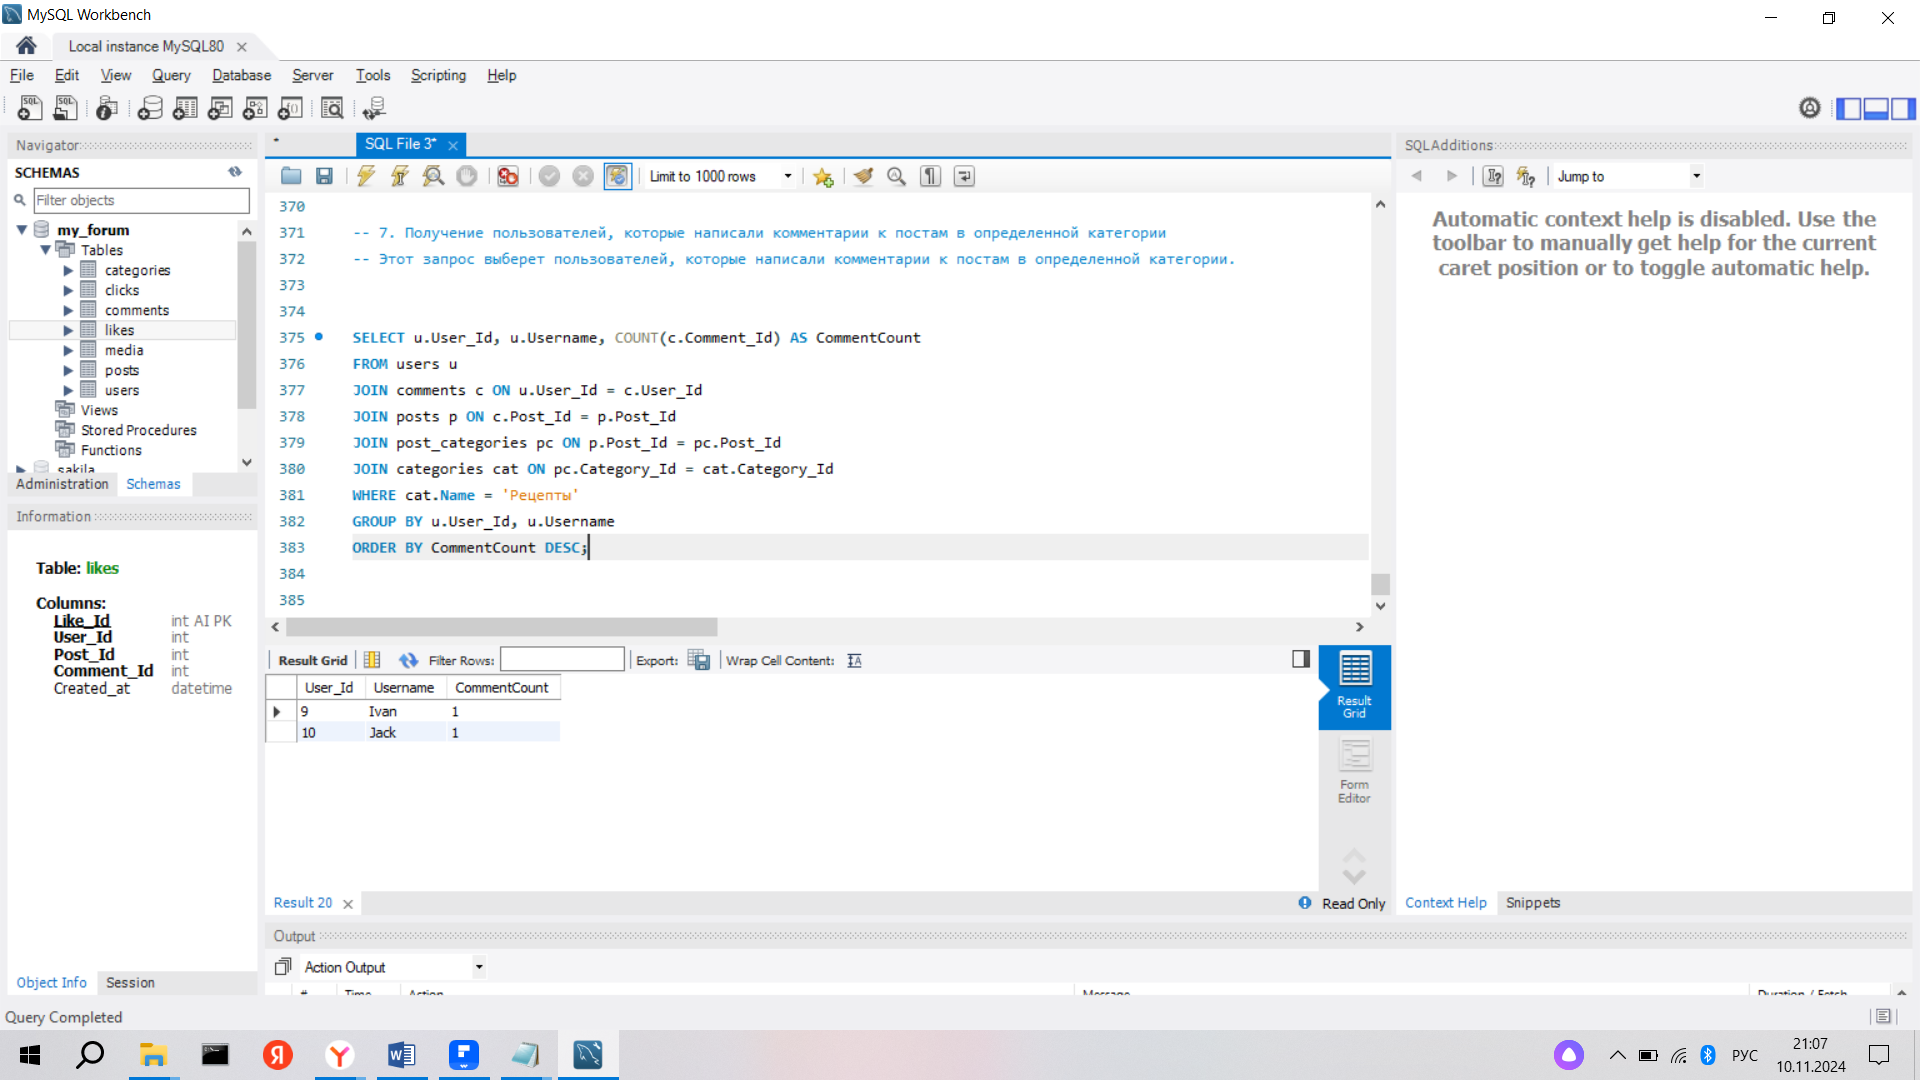 MySQL Workbench
Local instance MySQL80
File Edit View Query Database Server Tools Scripting Help
Navigator
SCHEMAS
Filter objects
my_forum
Tables
categories
clicks
comments
likes
media
posts
users
Views
Stored Procedures
Functions
sakila
Administration Schemas
Information
Table: likes
Columns:
Like_Id int AI PK
User_Id int
Post_Id int
Comment_Id int
Created_at datetime
Object Info Session
SQL File 3*
Limit to 1000 rows
370
371 -- 7. Получение пользователей, которые написали комментарии к постам в определенной категории
372 -- Этот запрос выберет пользователей, которые написали комментарии к постам в определенной категории.
373
374
375 SELECT u.User_Id, u.Username, COUNT(c.Comment_Id) AS CommentCount
376 FROM users u
377 JOIN comments c ON u.User_Id = c.User_Id
378 JOIN posts p ON c.Post_Id = p.Post_Id
379 JOIN post_categories pc ON p.Post_Id = pc.Post_Id
380 JOIN categories cat ON pc.Category_Id = cat.Category_Id
381 WHERE cat.Name = 'Рецепты'
382 GROUP BY u.User_Id, u.Username
383 ORDER BY CommentCount DESC;
384
385
Result Grid Filter Rows: Export: Wrap Cell Content:
User_Id Username CommentCount
9 Ivan 1
10 Jack 1
Result Grid
Form Editor
Result 20
Read Only
Output
Action Output
# Time Action Message Duration / Fetch
SQLAdditions
Jump to
Automatic context help is disabled. Use the
toolbar to manually get help for the current
caret position or to toggle automatic help.
Context Help Snippets
Query Completed
РУС
21:07
10.11.2024